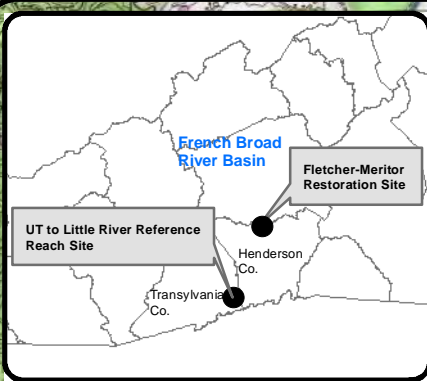 French Broad
River Basin
Fletcher-Meritor
Restoration Site
UT to Little River Reference
Reach Site
Henderson
Co.
Transylvania
Co.